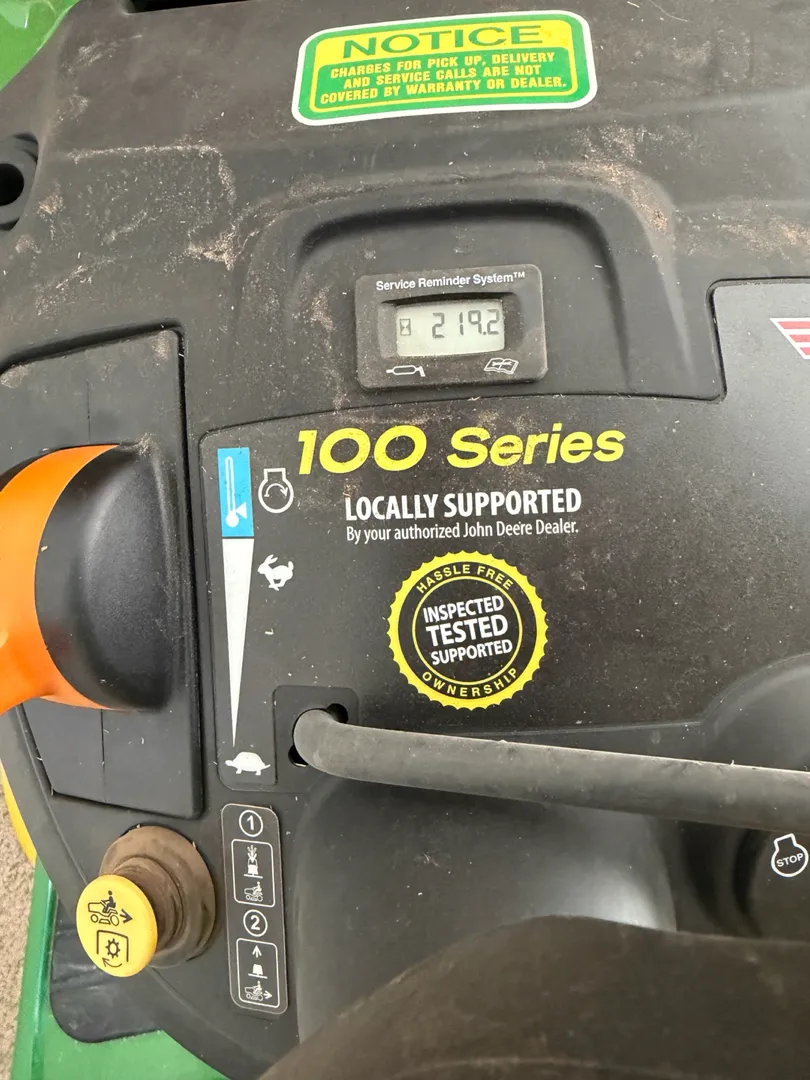 NOTICE
CHARGES FOR PICK UP, DELIVERY
AND SERVICE CALLS ARE NOT
COVERED BY WARRANTY OR DEALER.
Service Reminder System™
219.2
100 Series
LOCALLY SUPPORTED
By your authorized John Deere Dealer.
HASSLE FREE
INSPECTED
TESTED
SUPPORTED
OWNERSHIP
1
2
STOP